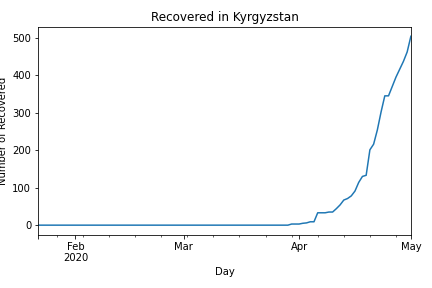 Recovered in Kyrgyzstan
Number of Recovered
500
400
300
200
100
0
Feb
2020
Mar
Apr
May
Day